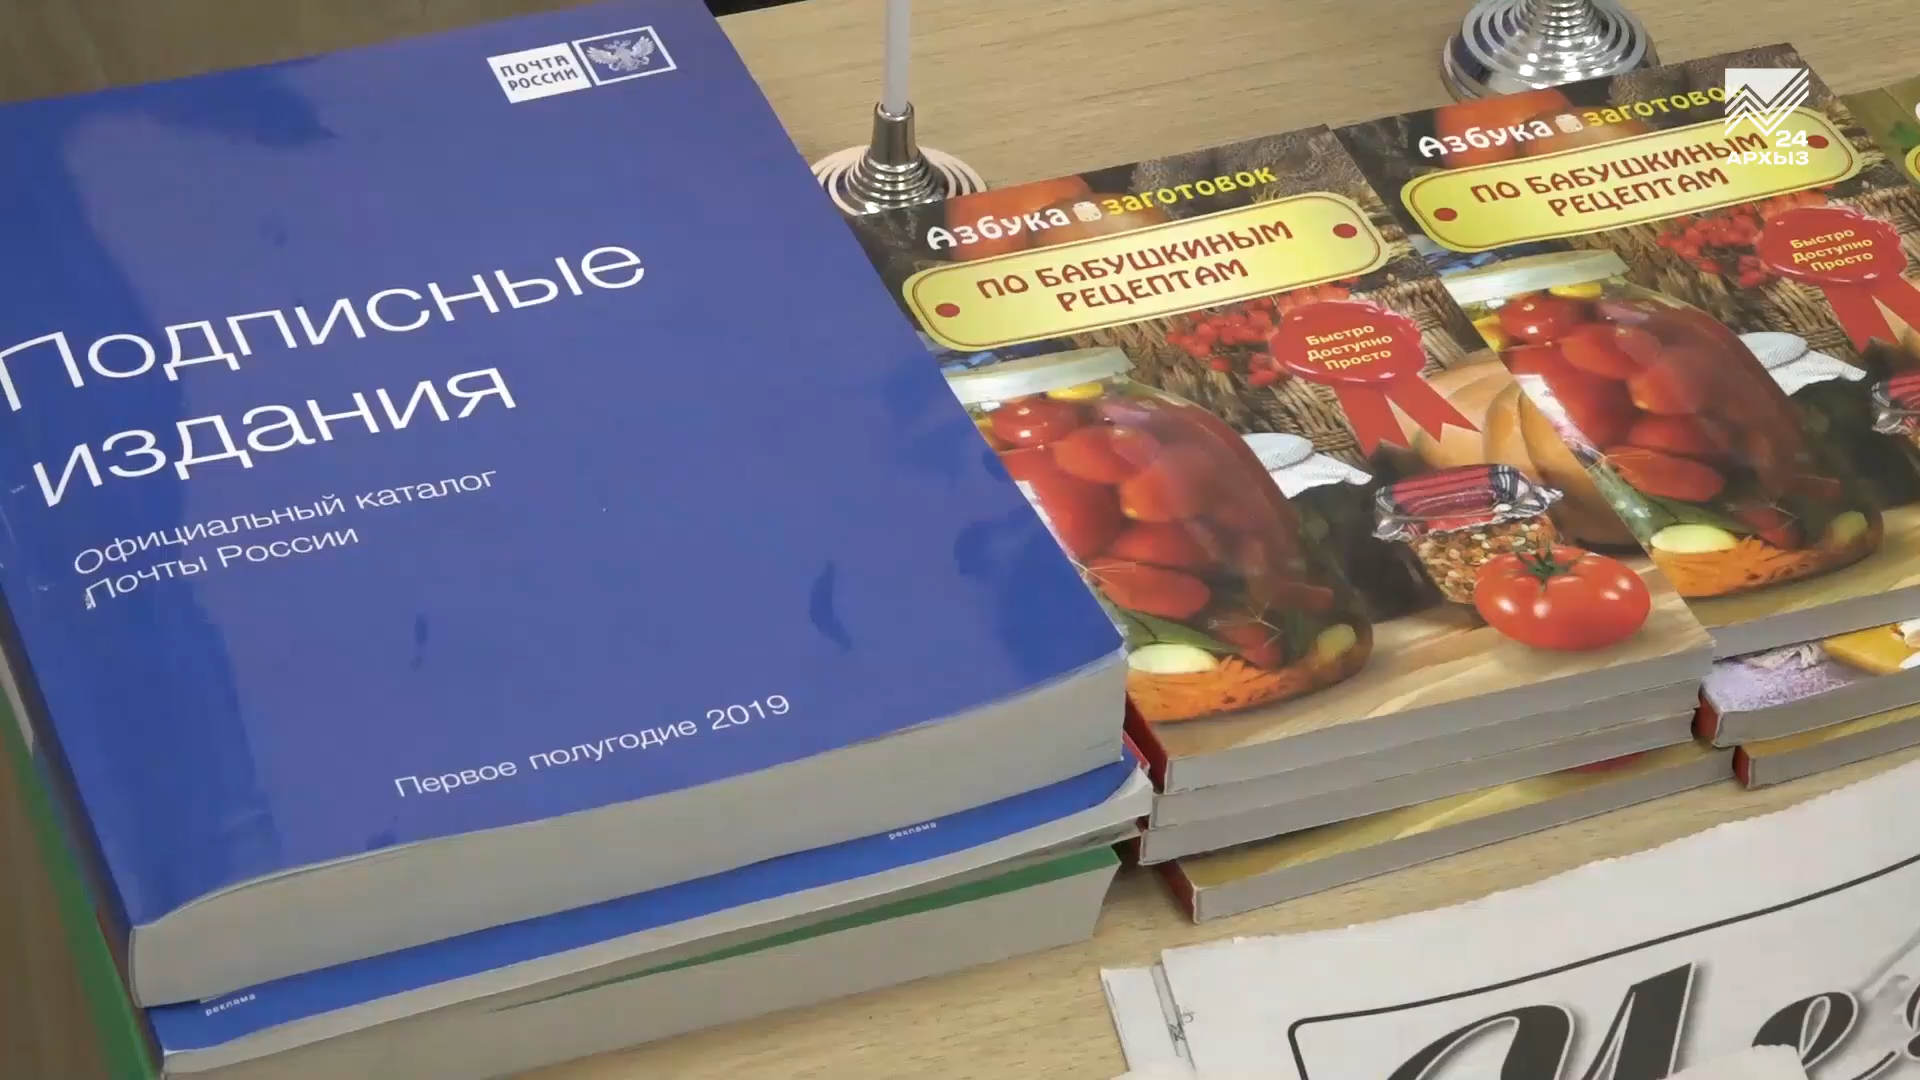 ПОЧТА
РОССИИ
Подписные
издания
Официальный каталог
Почты России
Первое полугодие 2019
реклама
реклама
Азбука заготовок
ПО БАБУШКИНЫМ
РЕЦЕПТАМ
Быстро
Доступно
Просто
Азбука заготовок
ПО БАБУШКИНЫМ
РЕЦЕПТАМ
Быстро
Доступно
Просто
24
АРХЫЗ